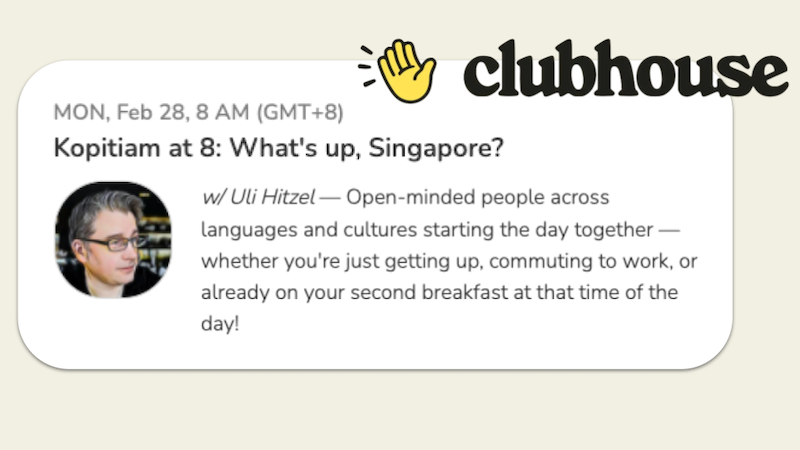 clubhouse
MON, Feb 28, 8 AM (GMT+8)
Kopitiam at 8: What's up, Singapore?
w/ Uli Hitzel — Open-minded people across
languages and cultures starting the day together —
whether you're just getting up, commuting to work, or
already on your second breakfast at that time of the
day!